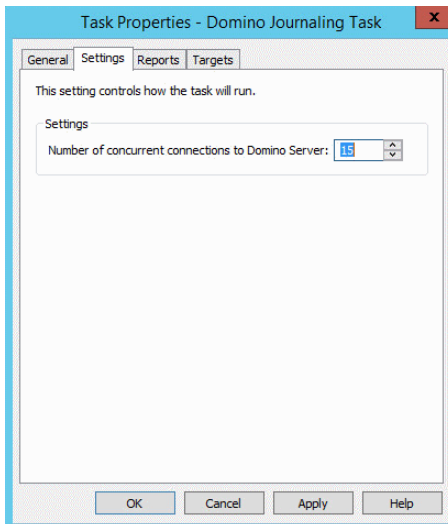 Task Properties - Domino Journaling Task x
General Settings Reports Targets
This setting controls how the task will run.
Settings
Number of concurrent connections to Domino Server: 15
OK Cancel Apply Help